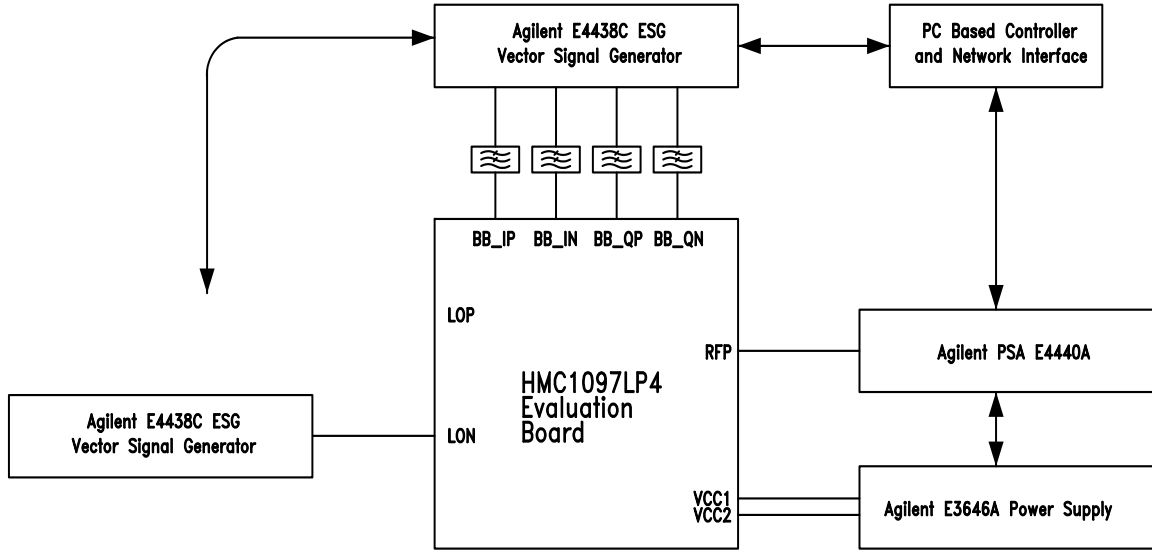 Agilent E4438C ESG
Vector Signal Generator
PC Based Controller
and Network Interface
BB_IP BB_IN BB_QP BB_QN
LOP
RFP
Agilent PSA E4440A
HMC1097LP4
Evaluation
Board
Agilent E4438C ESG
Vector Signal Generator
LON
VCC1
VCC2
Agilent E3646A Power Supply